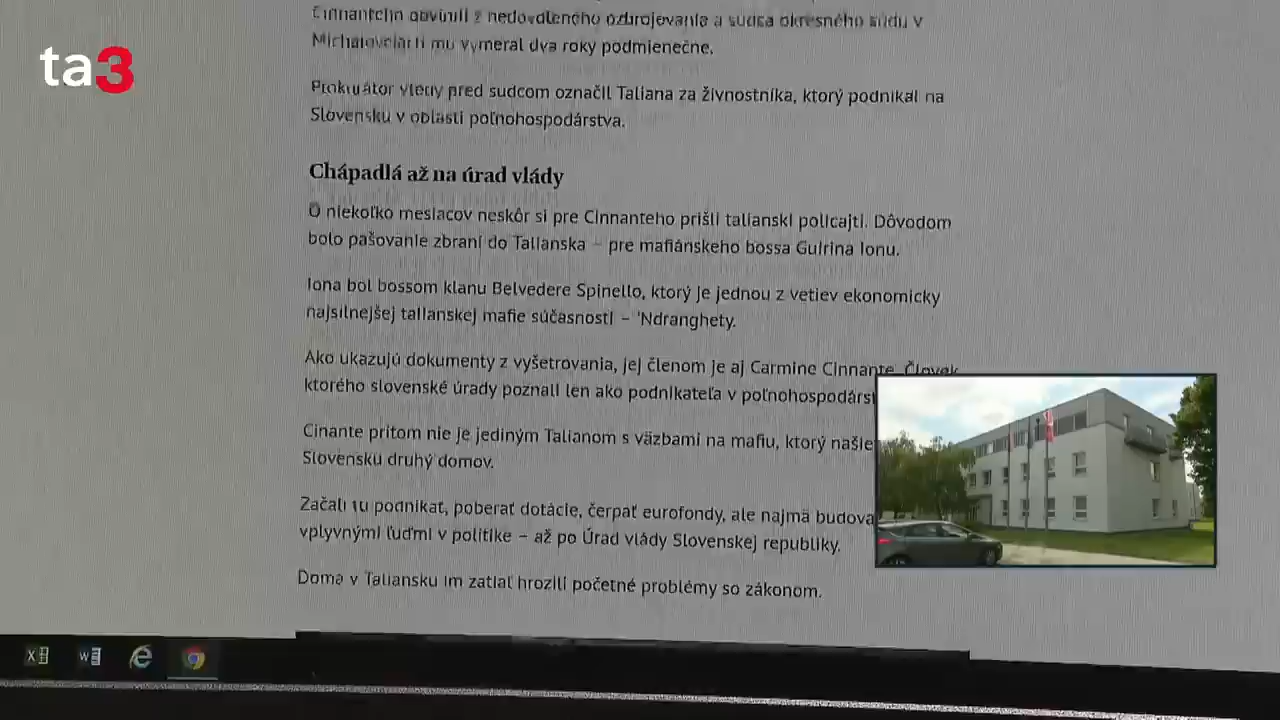 ta3
Cinnanteho obvinili z nedovoleného ozbrojevania a sudca okresného súdu v
Michalovciach mu vymeral dva roky podmienečne.
Prokurátor vtedy pred sudcom označil Taliana za živnostníka, ktorý podnikal na
Slovensku v oblasti poľnohospodárstva.
Chápadlá až na úrad vlády
O niekoľko mesiacov neskôr si pre Cinnanteho prišli talianski policajti. Dôvodom
bolo pašovanie zbraní do Talianska – pre mafiánskeho bossa Guirina Ionu.
Iona bol bossom klanu Belvedere Spinello, ktorý je jednou z vetiev ekonomicky
najsilnejšej talianskej mafie súčasnosti – 'Ndranghety.
Ako ukazujú dokumenty z vyšetrovania, jej členom je aj Carmine Cinnante. Človek,
ktorého slovenské úrady poznali len ako podnikateľa v poľnohospodárst
Cinante pritom nie je jediným Talianom s väzbami na mafiu, ktorý našie
Slovensku druhý domov.
Začali tu podnikať, poberať dotácie, čerpať eurofondy, ale najmä budova
vplyvnými ľuďmi v politike – až po Úrad vlády Slovenskej republiky.
Doma v Taliansku im zatiaľ hrozili početné problémy so zákonom.